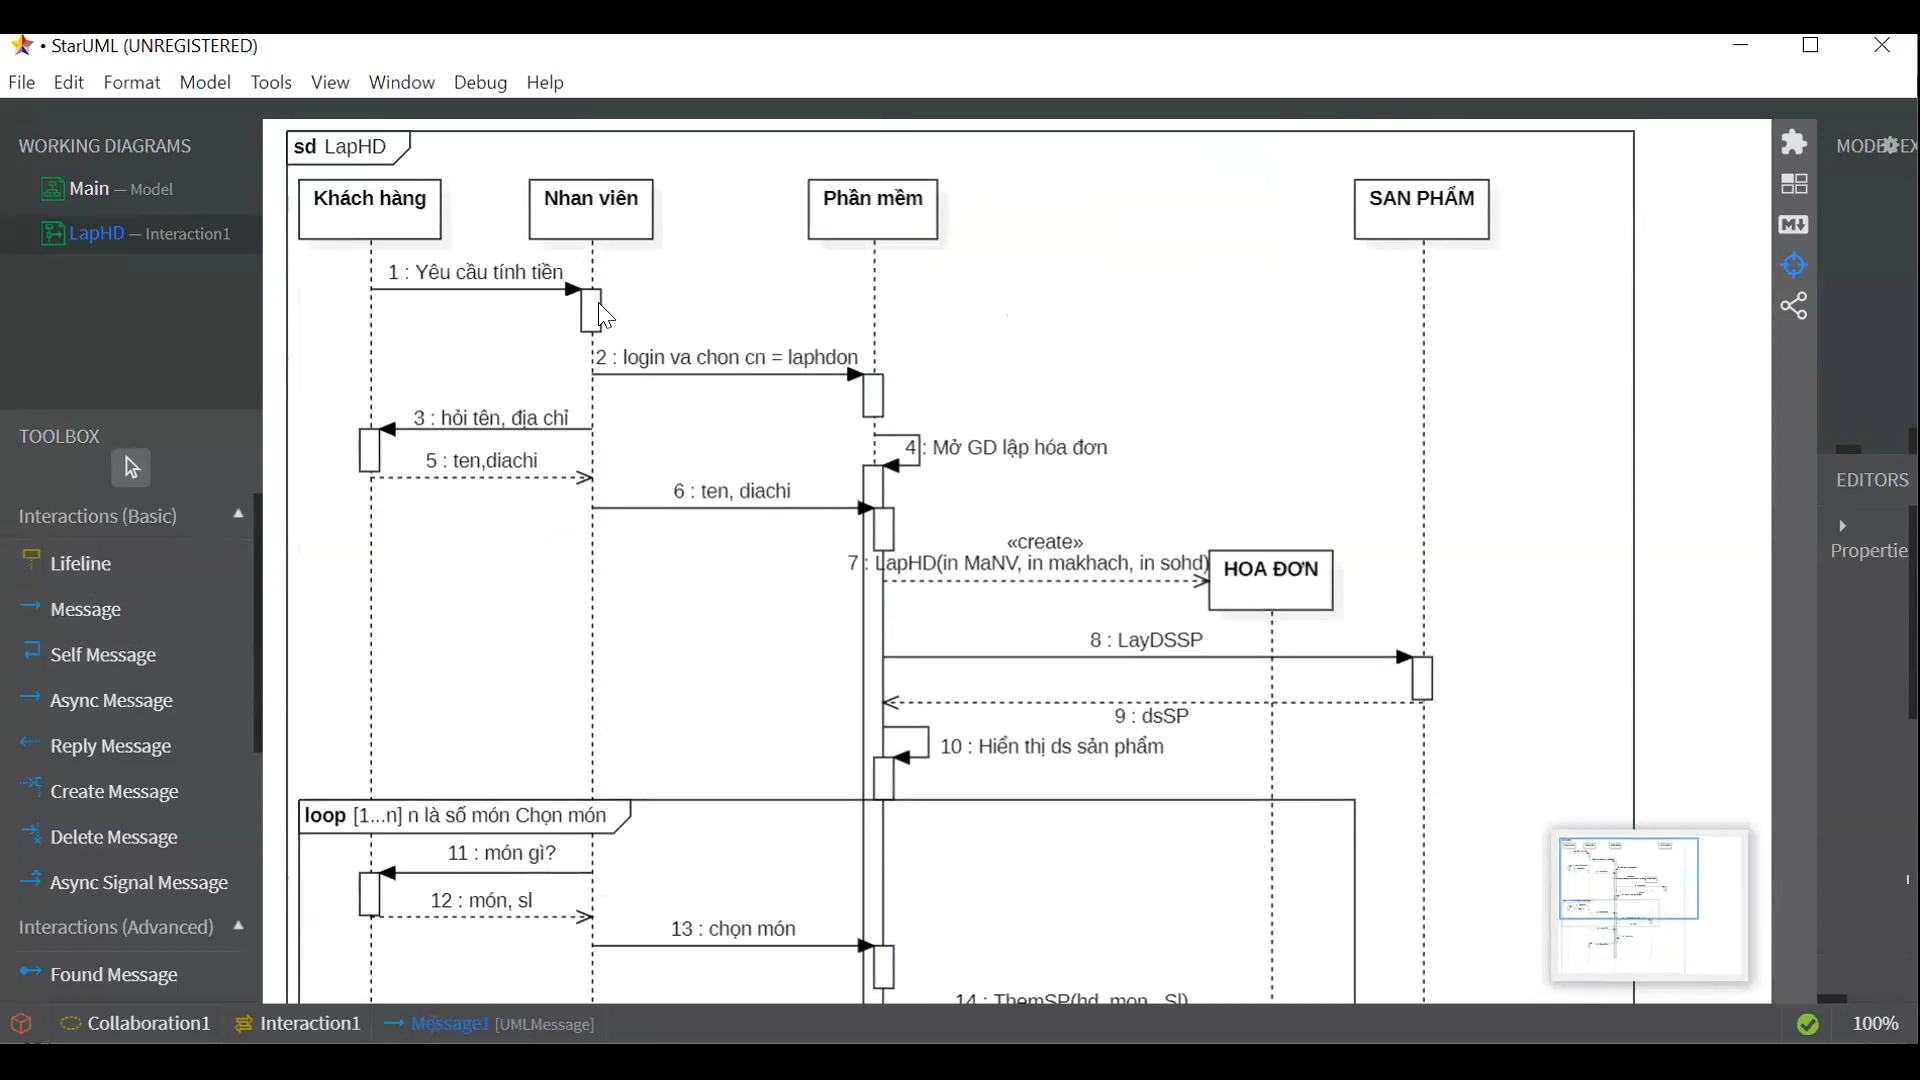 • StarUML (UNREGISTERED)
File Edit Format Model Tools View Window Debug Help
WORKING DIAGRAMS
Main — Model
LapHD — Interaction1
TOOLBOX
Interactions (Basic)
Lifeline
Message
Self Message
Async Message
Reply Message
Create Message
Delete Message
Async Signal Message
Interactions (Advanced)
Found Message
sd LapHD
Khách hàng
Nhan viên
Phần mềm
SAN PHẨM
1 : Yêu cầu tính tiền
2 : login va chon cn = laphdon
3 : hỏi tên, địa chỉ
4 : Mở GD lập hóa đơn
5 : ten,diachi
6 : ten, diachi
«create»
7 : LapHD(in MaNV, in makhach, in sohd)
HOA ĐƠN
8 : LayDSSP
9 : dsSP
10 : Hiển thị ds sản phẩm
loop [1...n] n là số món Chọn món
11 : món gì?
12 : món, sl
13 : chọn món
EDITORS
Propertie
Collaboration1 Interaction1 Message1 [UMLMessage]
100%